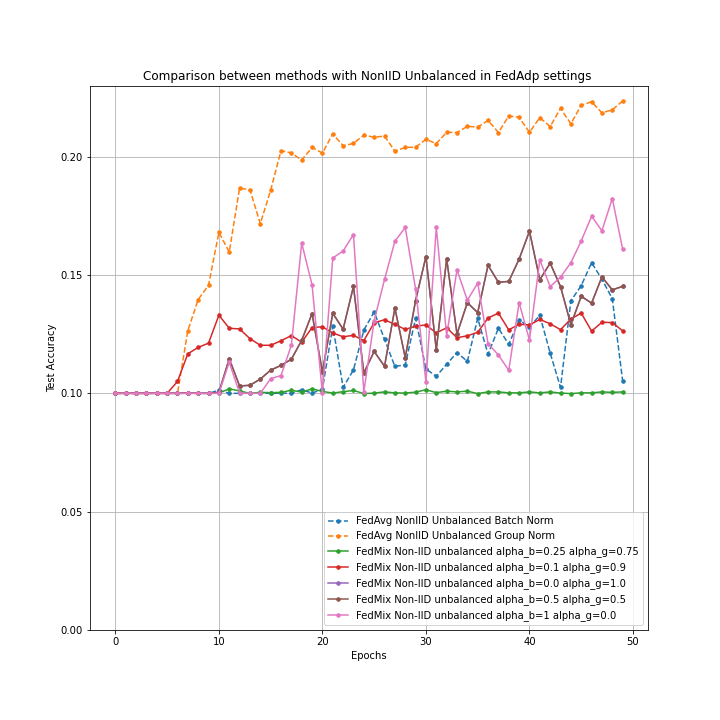 Comparison between methods with NonIID Unbalanced in FedAdp settings
Test Accuracy
0.20
0.15
0.10
0.05
0.00
FedAvg NonIID Unbalanced Batch Norm
FedAvg NonIID Unbalanced Group Norm
FedMix Non-IID unbalanced alpha_b=0.25 alpha_g=0.75
FedMix Non-IID unbalanced alpha_b=0.1 alpha_g=0.9
FedMix Non-IID unbalanced alpha_b=0.0 alpha_g=1.0
FedMix Non-IID unbalanced alpha_b=0.5 alpha_g=0.5
FedMix Non-IID unbalanced alpha_b=1 alpha_g=0.0
0 10 20 30 40 50
Epochs